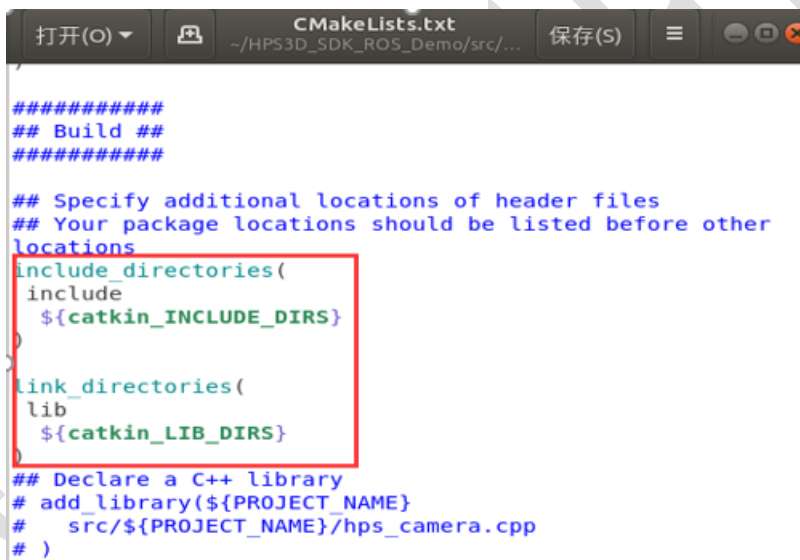 打开(O)
CMakeLists.txt
~/HPS3D_SDK_ROS_Demo/src/...
保存(S)
###########
## Build ##
###########
## Specify additional locations of header files
## Your package locations should be listed before other
locations
include_directories(
include
${catkin_INCLUDE_DIRS}
)
link_directories(
lib
${catkin_LIB_DIRS}
)
## Declare a C++ library
# add_library(${PROJECT_NAME}
#   src/${PROJECT_NAME}/hps_camera.cpp
# )